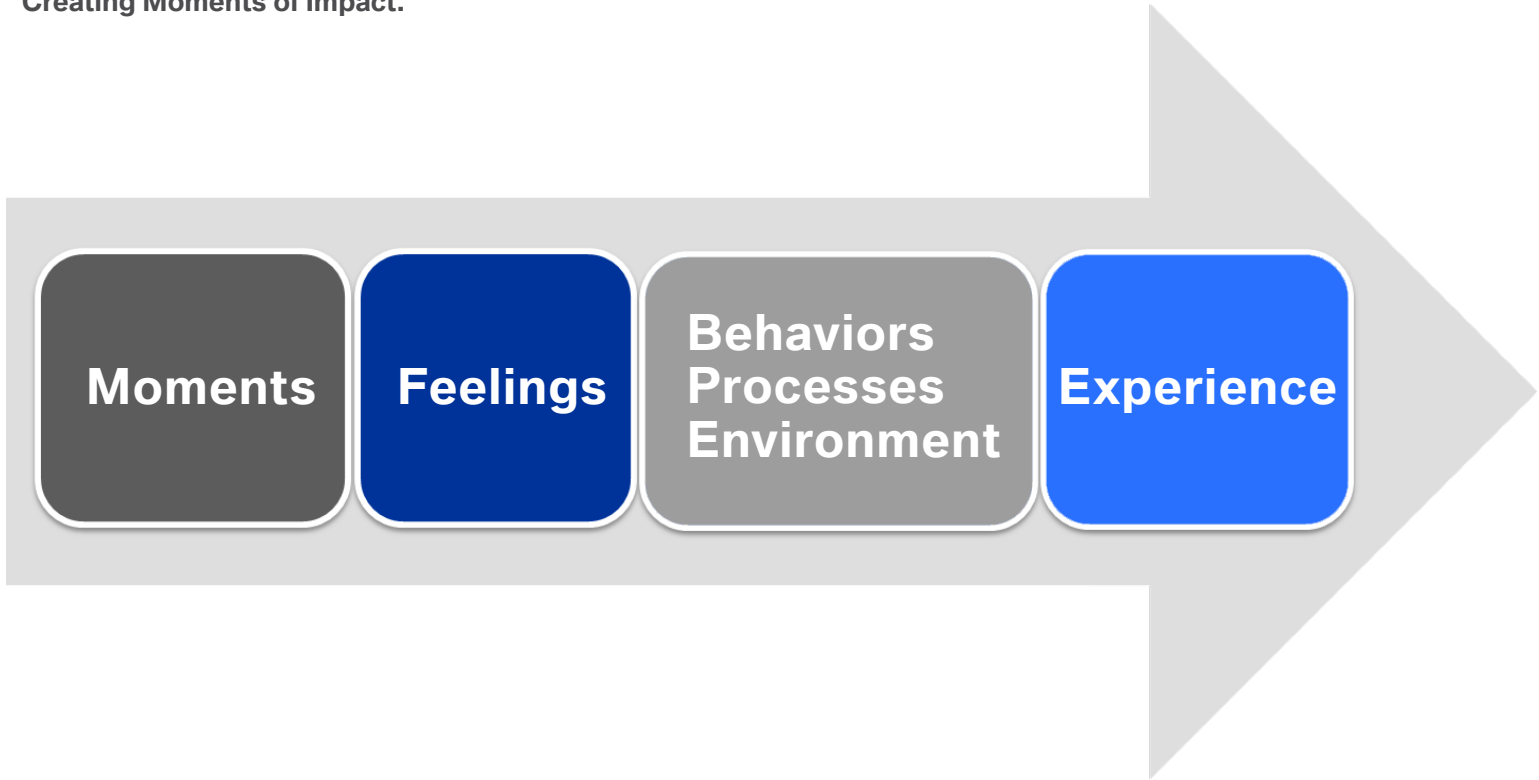 Creating Moments of Impact.
Moments
Feelings
Behaviors
Processes
Environment
Experience